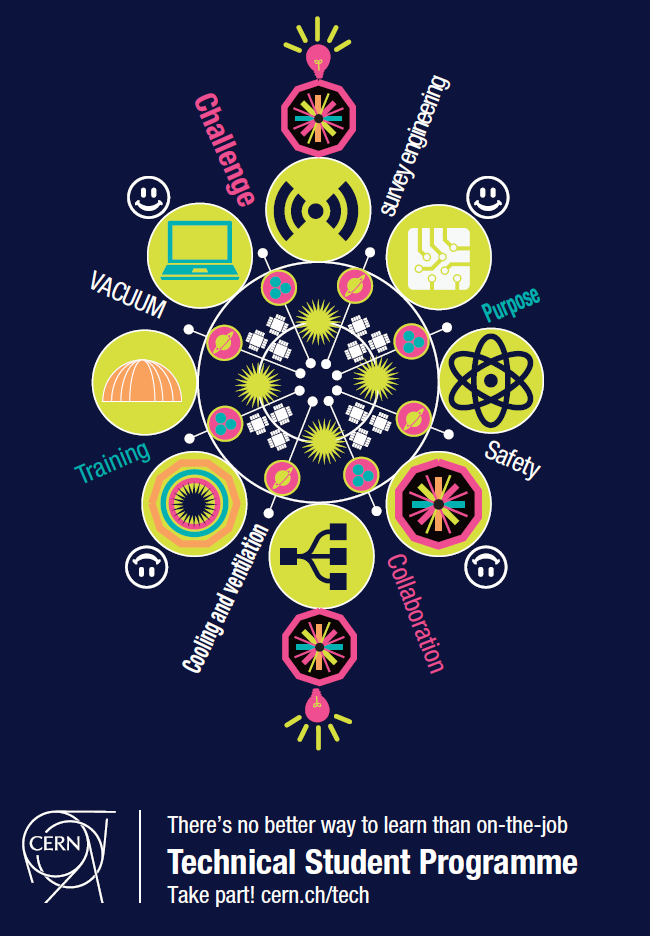 Challenge
survey engineering
VACUUM
Purpose
Training
Safety
Cooling and ventilation
Collaboration
CERN
There's no better way to learn than on-the-job
Technical Student Programme
Take part! cern.ch/tech